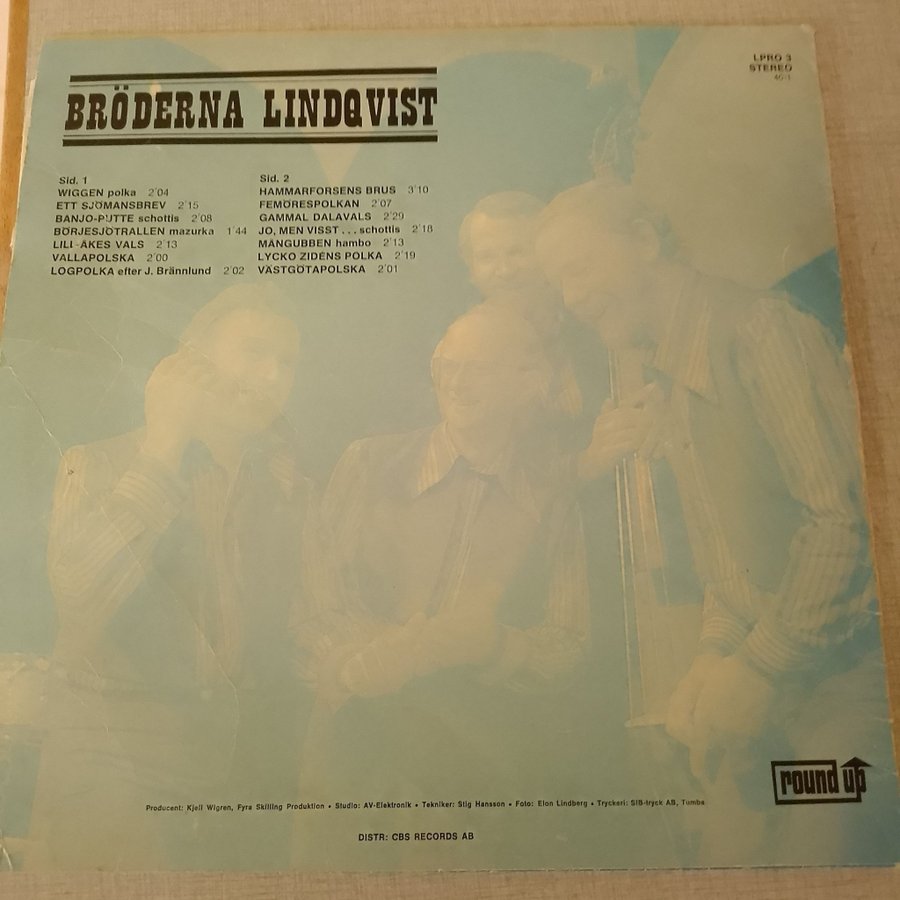 LPRO 3
STEREO
BRÖDERNA LINDQVIST
Sid. 1
WIGGEN polka 2'04
ETT SJÖMANSBREV 2'15
BANJO-PUTTE schottis 2'08
BÖRJESJÖTRALLEN mazurka 1'44
LILL-ÅKES VALS 2'13
VALLAPOLSKA 2'00
LOGPOLKA efter J. Brännlund 2'02
Sid. 2
HAMMARFORSENS BRUS 3'10
FEMÖRESPOLKAN 2'07
GAMMAL DALAVALS 2'29
JO, MEN VISST... schottis 2'18
MÅNGUBBEN hambo 2'13
LYCKO ZIDENS POLKA 2'19
VÄSTGÖTAPOLSKA 2'01
round up
Producent: Kjell Wigren, Fyra Skilling Produktion • Studio: AV-Elektronik • Tekniker: Stig Hansson • Foto: Elon Lindberg • Tryckeri: SIB-tryck AB, Tumba
DISTR: CBS RECORDS AB